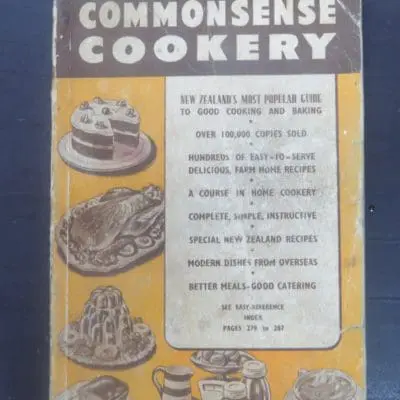 COMMONSENSE
COOKERY
NEW ZEALAND'S MOST POPULAR GUIDE
TO GOOD COOKING AND BAKING
OVER 100,000 COPIES SOLD
HUNDREDS OF EASY-TO-SERVE
DELICIOUS, FARM HOME RECIPES
A COURSE IN HOME COOKERY
COMPLETE, SIMPLE, INSTRUCTIVE
SPECIAL NEW ZEALAND RECIPES
MODERN DISHES FROM OVERSEAS
BETTER MEALS-GOOD CATERING
SEE EASY-REFERENCE
INDEX
PAGES 279 to 287